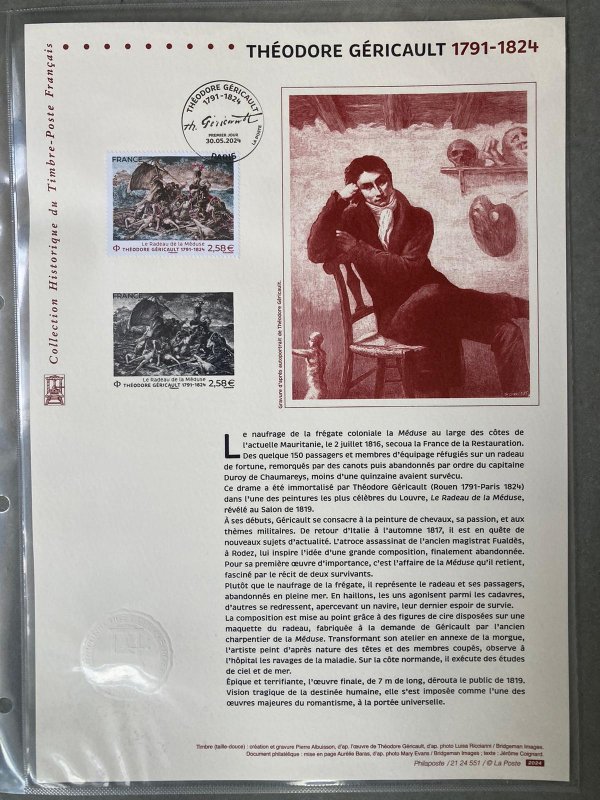 THÉODORE GÉRICAULT 1791-1824
Collection Historique du Timbre-Poste Français
THÉODORE GÉRICAULT
1791-1824
Th. Géricault
PREMIER JOUR
30.05.2024
PARIS
LA POSTE
FRANCE
Le Radeau de la Méduse
THÉODORE GÉRICAULT 1791-1824 2,58€
FRANCE
Le Radeau de la Méduse
THÉODORE GÉRICAULT 1791-1824 2,58€
Gravure d'après autoportrait de Théodore Géricault.
Le naufrage de la frégate coloniale la Méduse au large des côtes de
l'actuelle Mauritanie, le 2 juillet 1816, secoua la France de la Restauration.
Des quelque 150 passagers et membres d'équipage réfugiés sur un radeau
de fortune, remorqués par des canots puis abandonnés par ordre du capitaine
Duroy de Chaumareys, moins d'une quinzaine avaient survécu.
Ce drame a été immortalisé par Théodore Géricault (Rouen 1791-Paris 1824)
dans l'une des peintures les plus célèbres du Louvre, Le Radeau de la Méduse,
révélé au Salon de 1819.
À ses débuts, Géricault se consacre à la peinture de chevaux, sa passion, et aux
thèmes militaires. De retour d'Italie à l'automne 1817, il est en quête de
nouveaux sujets d'actualité. L'atroce assassinat de l'ancien magistrat Fualdès,
à Rodez, lui inspire l'idée d'une grande composition, finalement abandonnée.
Pour sa première œuvre d'importance, c'est l'affaire de la Méduse qu'il retient,
fasciné par le récit de deux survivants.
Plutôt que le naufrage de la frégate, il représente le radeau et ses passagers,
abandonnés en pleine mer. En haillons, les uns agonisent parmi les cadavres,
d'autres se redressent, apercevant un navire, leur dernier espoir de survie.
La composition est mise au point grâce à des figures de cire disposées sur une
maquette du radeau, fabriquée à la demande de Géricault par l'ancien
charpentier de la Méduse. Transformant son atelier en annexe de la morgue,
l'artiste peint d'après nature des têtes et des membres coupés, observe à
l'hôpital les ravages de la maladie. Sur la côte normande, il exécute des études
de ciel et de mer.
Épique et terrifiante, l'œuvre finale, de 7 m de long, dérouta le public de 1819.
Vision tragique de la destinée humaine, elle s'est imposée comme l'une des
œuvres majeures du romantisme, à la portée universelle.
Timbre (taille-douce) : création et gravure Pierre Albuisson, d'ap. l'œuvre de Théodore Géricault, d'ap. photo Luisa Ricciarini / Bridgeman Images.
Document philatélique : mise en page Aurélie Baras, d'ap. photo Mary Evans / Bridgeman Images ; texte : Jérôme Coignard.
Philaposte / 21 24 551 / © La Poste 2024